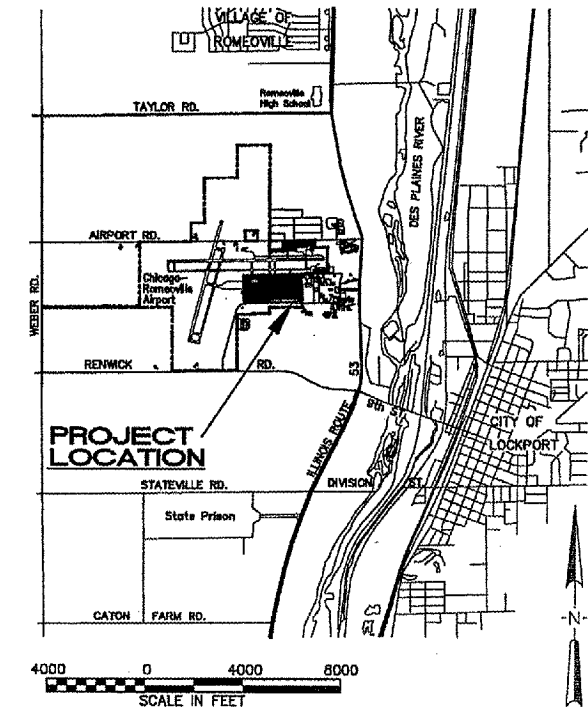 VILLAGE OF
ROMEOVILLE
Romeoville
High School
TAYLOR RD.
DES PLAINES RIVER
AIRPORT RD.
Chicago-
Romeoville
Airport
WEBER RD.
RENWICK RD.
53
9th S
PROJECT
LOCATION
ILLINOIS ROUTE
CITY OF
LOCKPORT
STATEVILLE RD.
DIVISION ST.
State Prison
CATON FARM RD.
-N-
4000 0 4000 8000
SCALE IN FEET